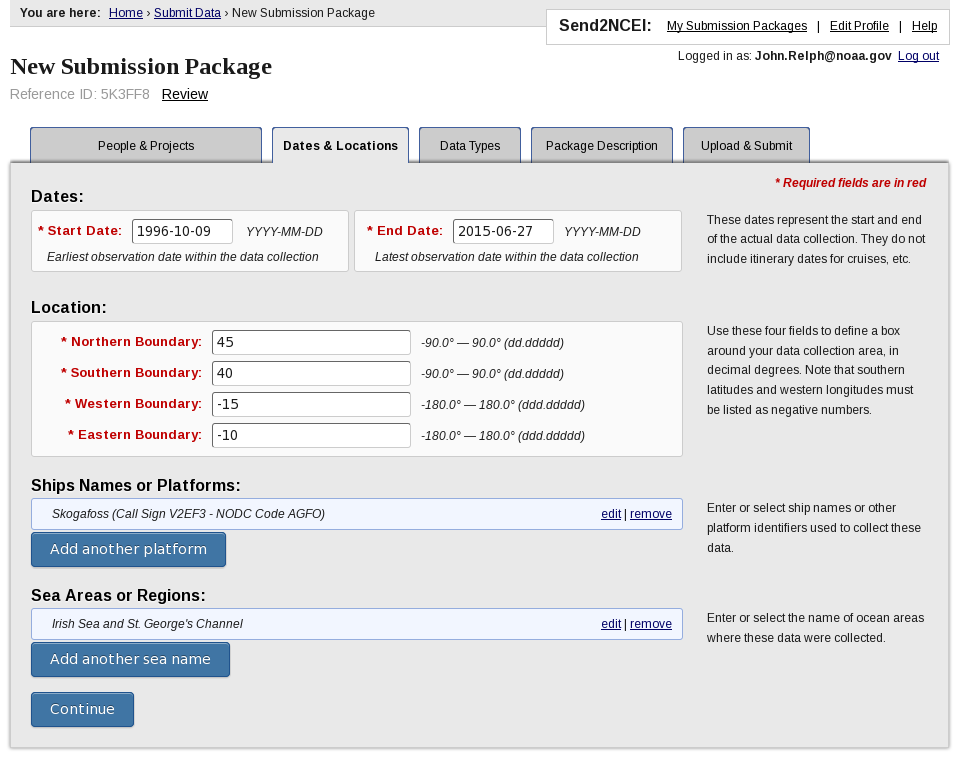 You are here: Home › Submit Data › New Submission Package
Send2NCEI: My Submission Packages | Edit Profile | Help
Logged in as: John.Relph@noaa.gov Log out
New Submission Package
Reference ID: 5K3FF8 Review
People & Projects
Dates & Locations
Data Types
Package Description
Upload & Submit
* Required fields are in red
Dates:
* Start Date: 1996-10-09 YYYY-MM-DD
Earliest observation date within the data collection
* End Date: 2015-06-27 YYYY-MM-DD
Latest observation date within the data collection
These dates represent the start and end
of the actual data collection. They do not
include itinerary dates for cruises, etc.
Location:
* Northern Boundary: 45 -90.0° — 90.0° (dd.ddddd)
* Southern Boundary: 40 -90.0° — 90.0° (dd.ddddd)
* Western Boundary: -15 -180.0° — 180.0° (ddd.ddddd)
* Eastern Boundary: -10 -180.0° — 180.0° (ddd.ddddd)
Use these four fields to define a box
around your data collection area, in
decimal degrees. Note that southern
latitudes and western longitudes must
be listed as negative numbers.
Ships Names or Platforms:
Skogafoss (Call Sign V2EF3 - NODC Code AGFO) edit | remove
Add another platform
Enter or select ship names or other
platform identifiers used to collect these
data.
Sea Areas or Regions:
Irish Sea and St. George's Channel edit | remove
Add another sea name
Enter or select the name of ocean areas
where these data were collected.
Continue